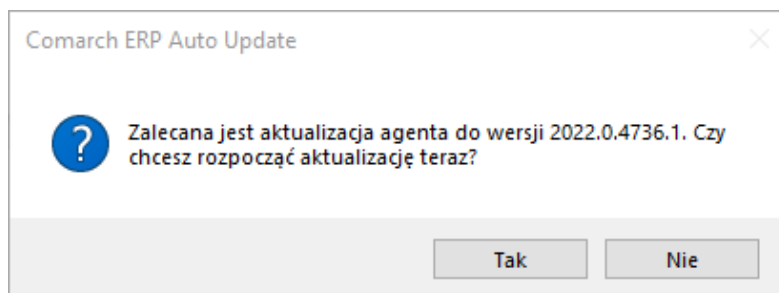 Comarch ERP Auto Update
Zalecana jest aktualizacja agenta do wersji 2022.0.4736.1. Czy
chcesz rozpocząć aktualizację teraz?
Tak Nie